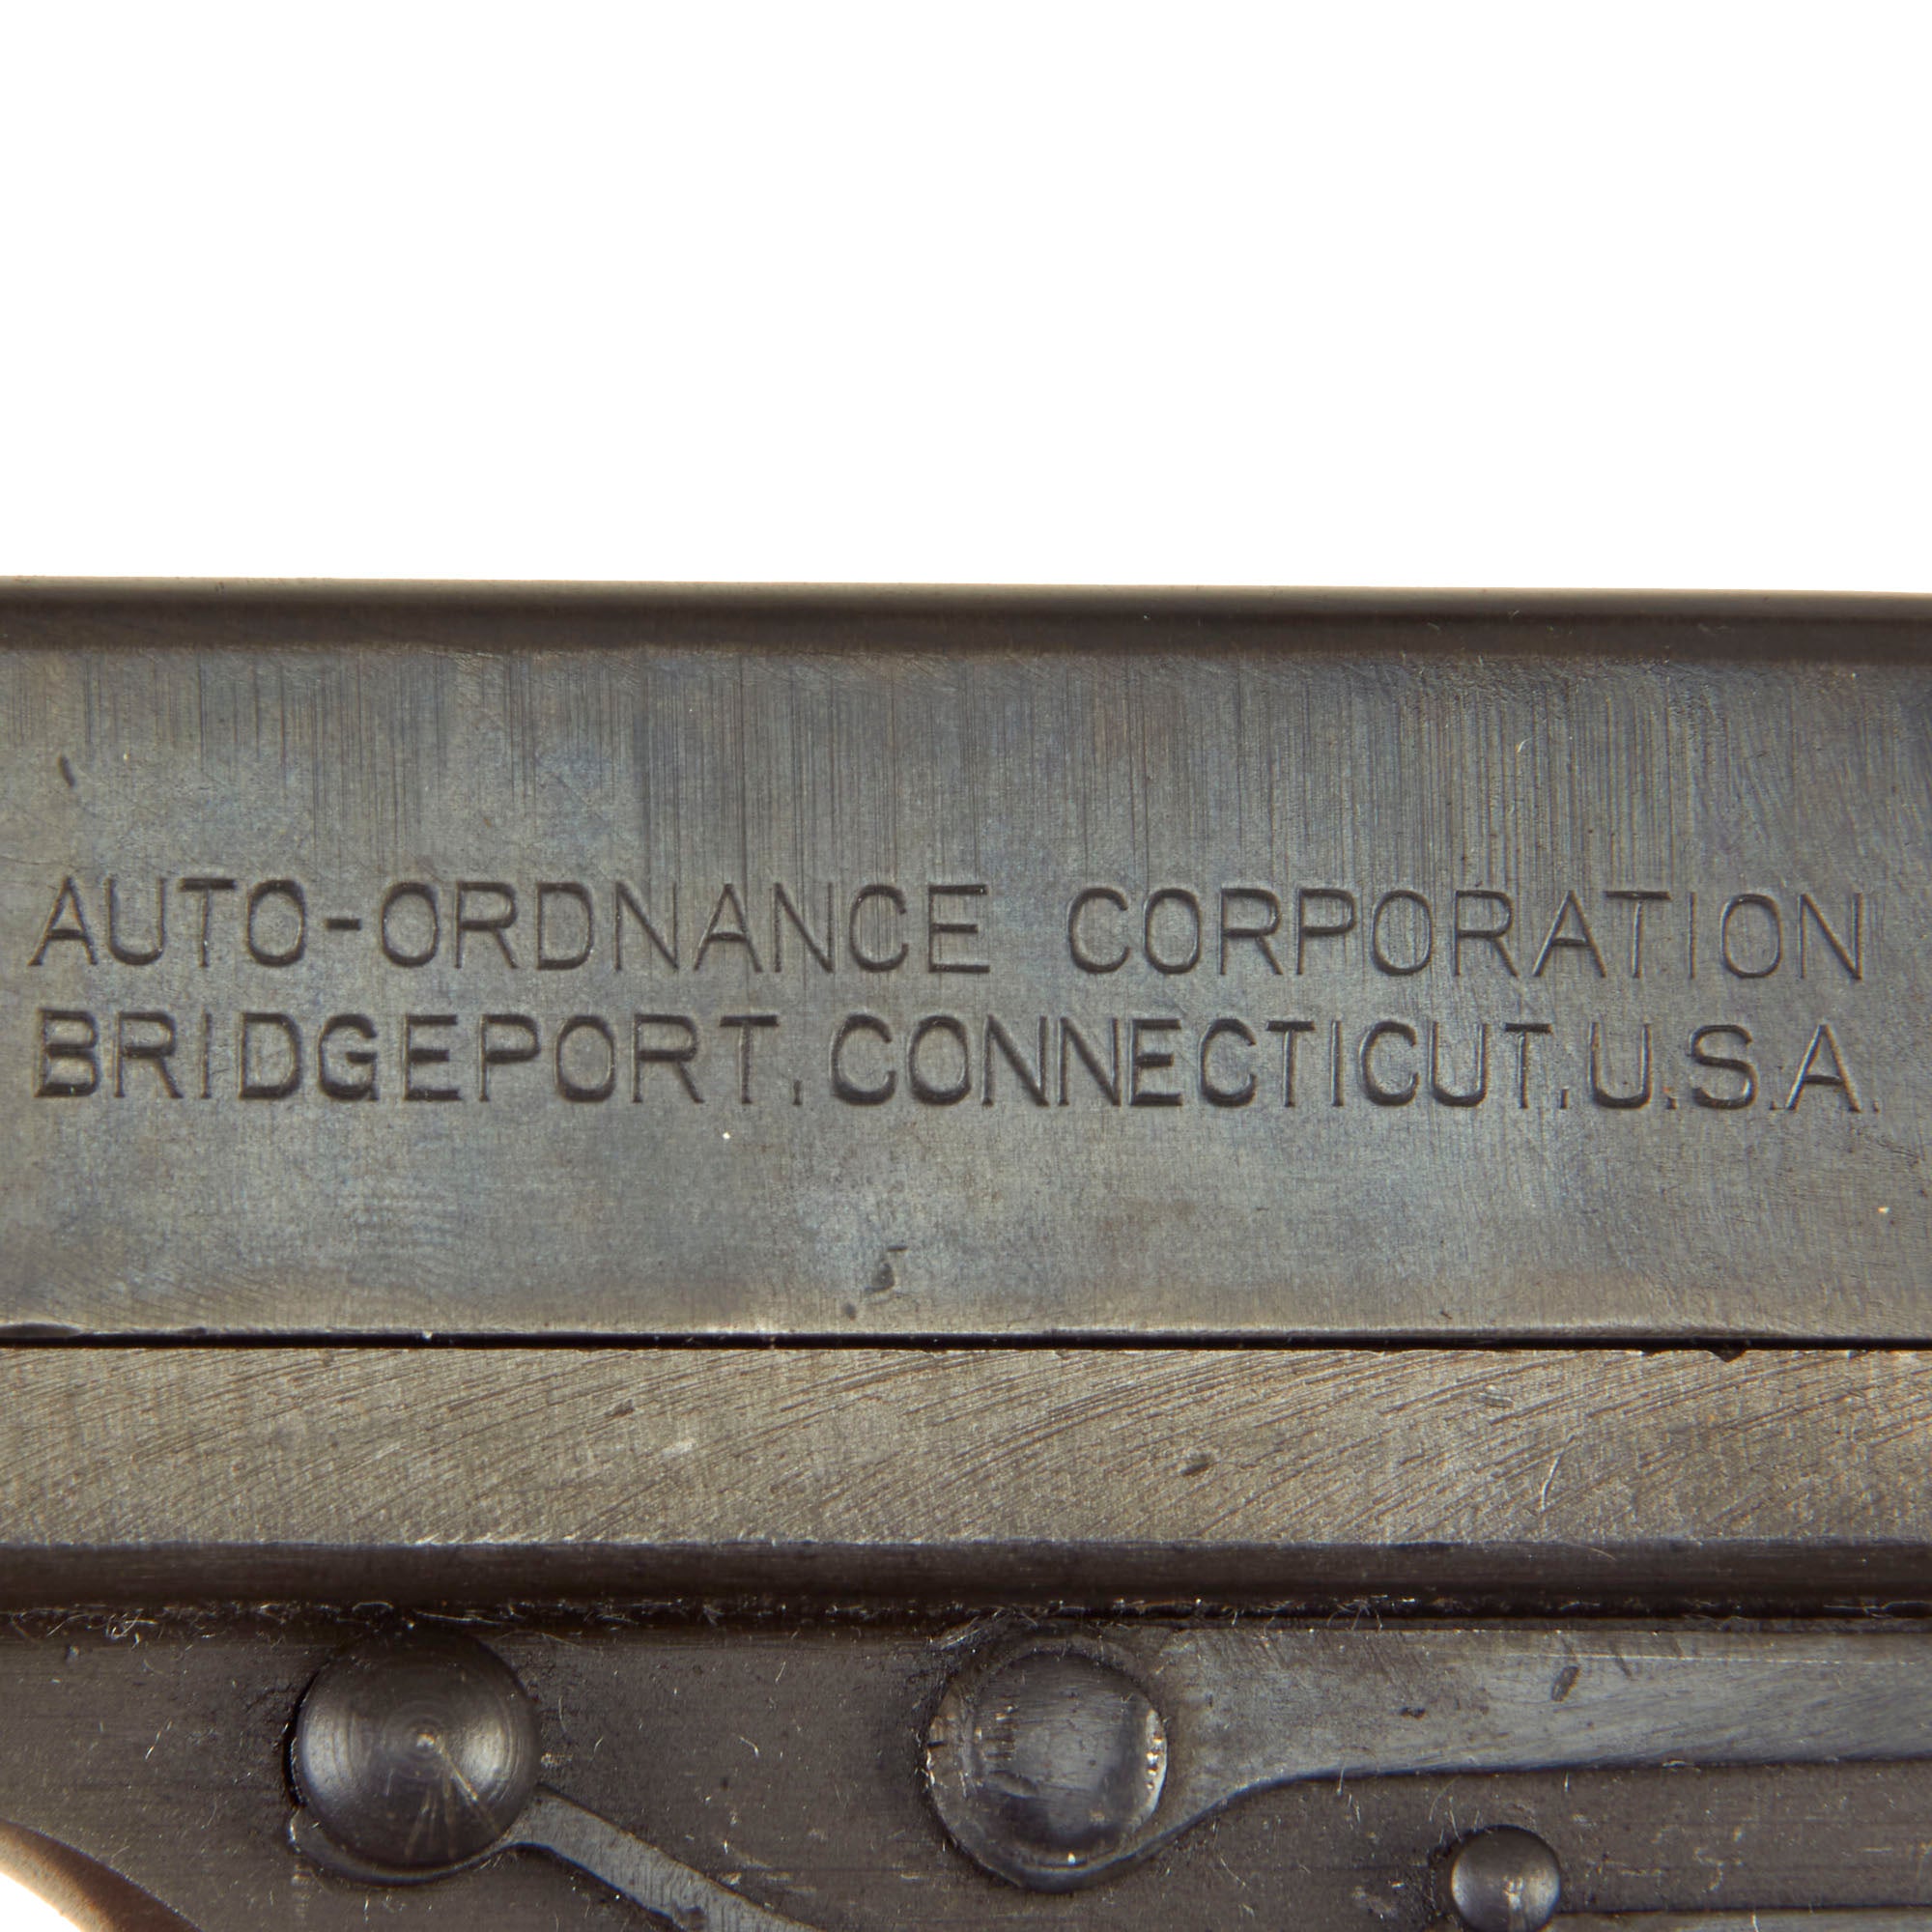 AUTO-ORDNANCE CORPORATION
BRIDGEPORT, CONNECTICUT, U.S.A.